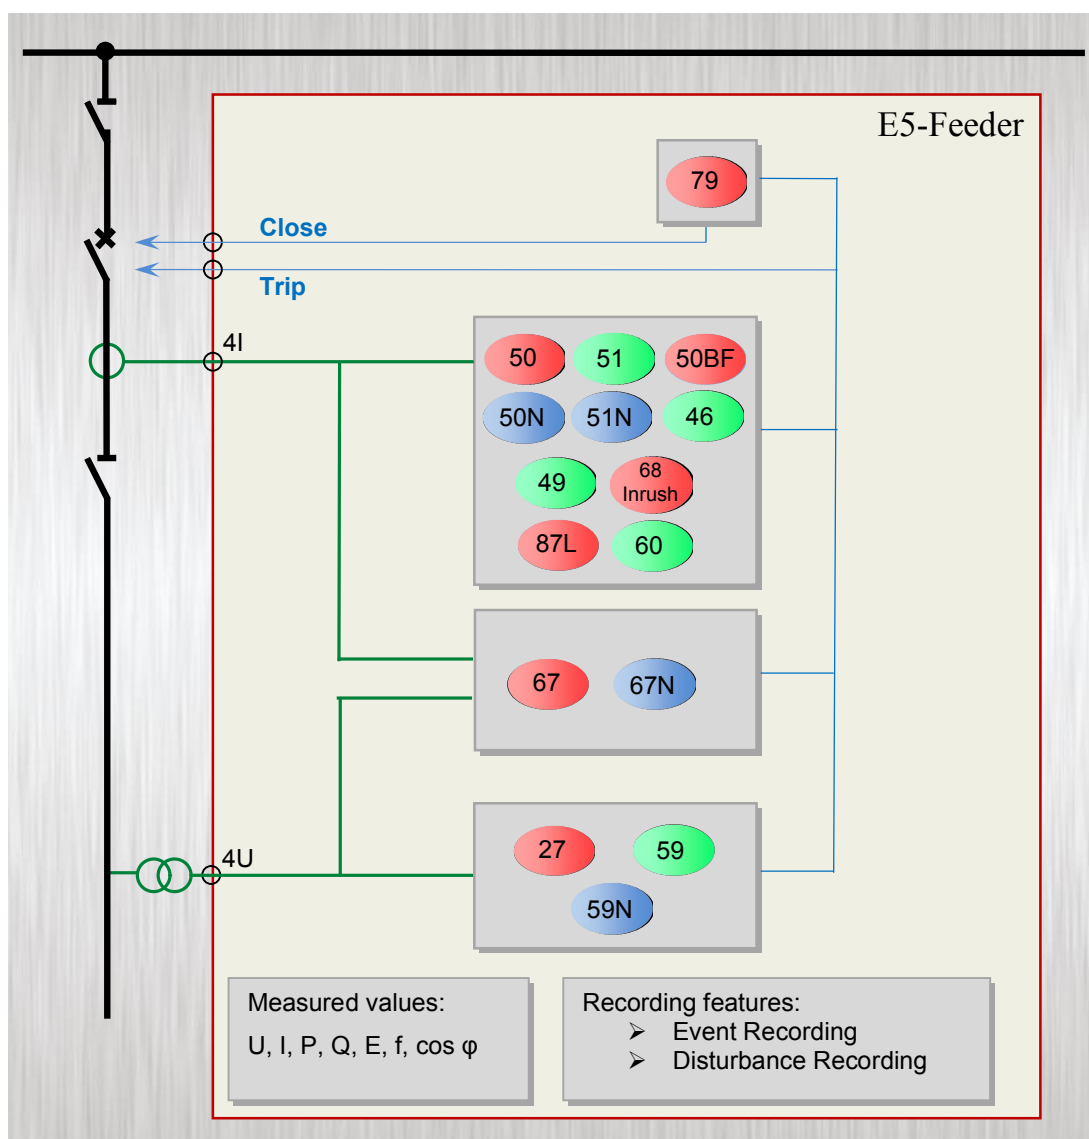 E5-Feeder
79
Close
Trip
4I
50 51 50BF
50N 51N 46
49 68
Inrush
87L 60
67 67N
4U
27 59
59N
Measured values:
U, I, P, Q, E, f, cos φ
Recording features:
➢ Event Recording
➢ Disturbance Recording